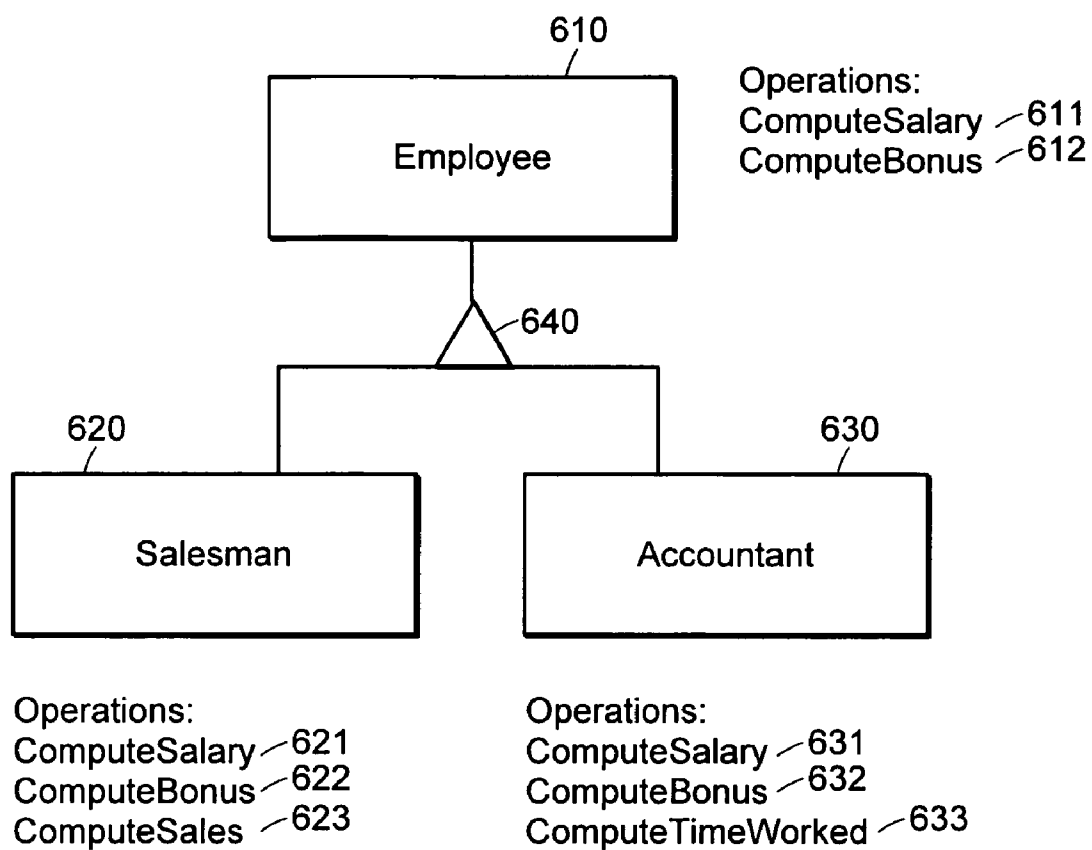 610
Employee
Operations:
ComputeSalary 611
ComputeBonus 612
640
620
Salesman
630
Accountant
Operations:
ComputeSalary 621
ComputeBonus 622
ComputeSales 623
Operations:
ComputeSalary 631
ComputeBonus 632
ComputeTimeWorked 633